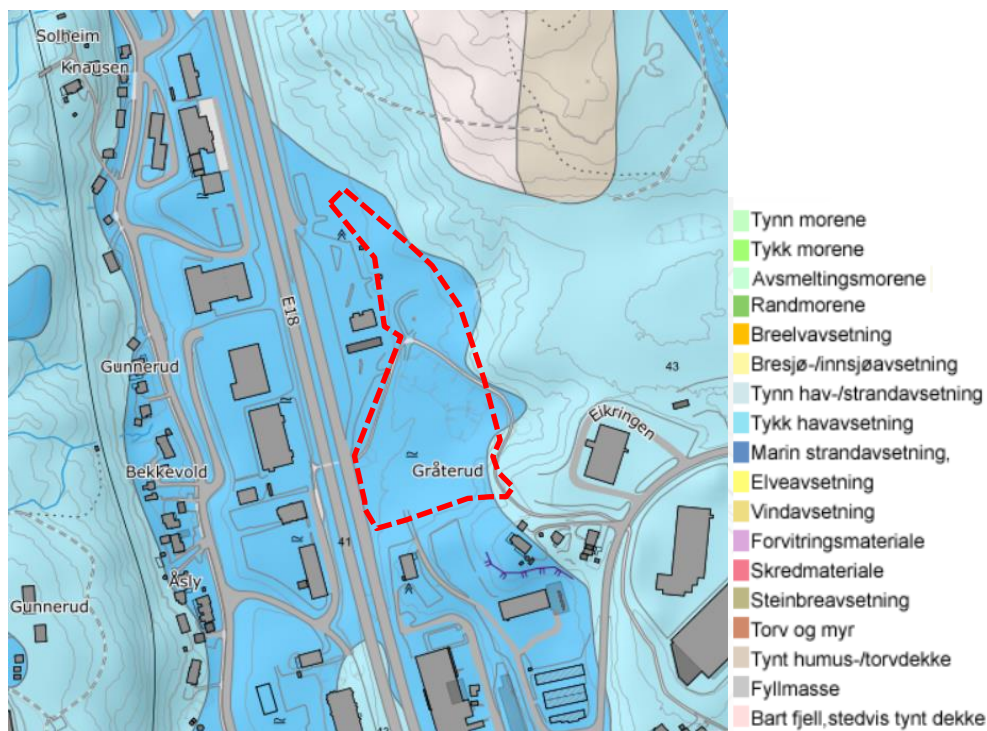 Solheim
Knausen
E18
Gunnerud
43
Eikringen
Bekkevold
Gråterud
41
Åsly
Gunnerud
Tynn morene
Tykk morene
Avsmeltingsmorene
Randmorene
Breelvavsetning
Bresjø-/innsjøavsetning
Tynn hav-/strandavsetning
Tykk havavsetning
Marin strandavsetning,
Elveavsetning
Vindavsetning
Forvitringsmateriale
Skredmateriale
Steinbreavsetning
Torv og myr
Tynt humus-/torvdekke
Fyllmasse
Bart fjell,stedvis tynt dekke